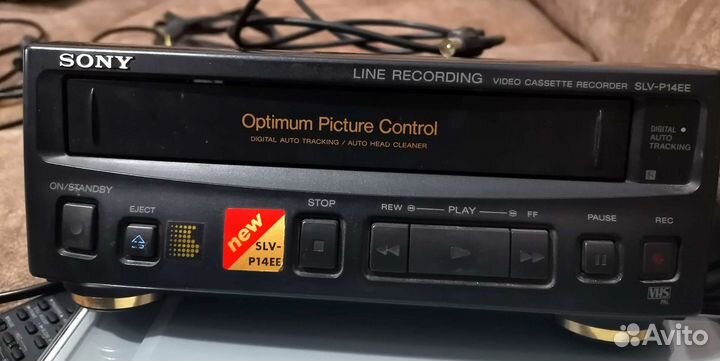 SONY
LINE RECORDING VIDEO CASSETTE RECORDER SLV-P14EE
Optimum Picture Control
DIGITAL AUTO TRACKING / AUTO HEAD CLEANER
DIGITAL
AUTO
TRACKING
ON/STANDBY
EJECT
new
SLV-
P14EE
STOP
REW PLAY FF
PAUSE
REC
VHS
PAL
Avito